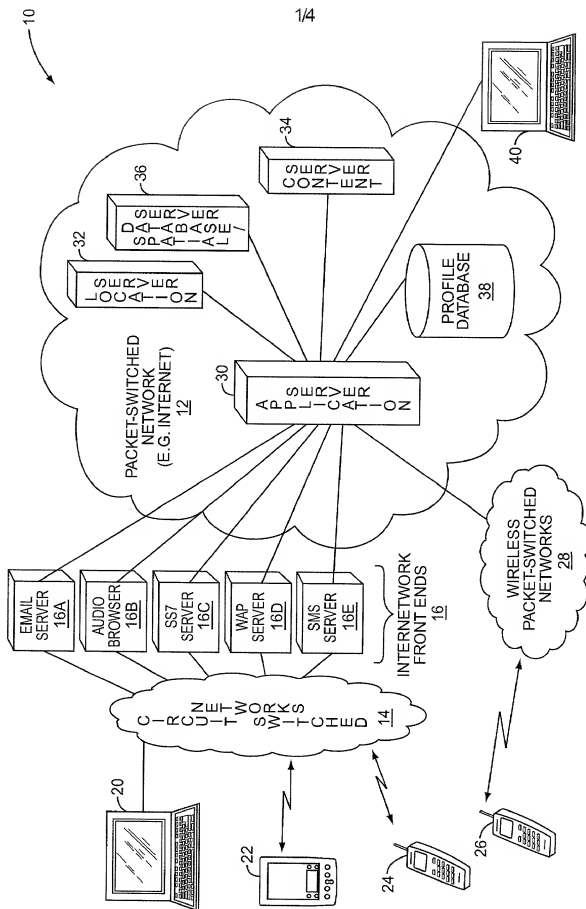 1/4
10
PACKET-SWITCHED
NETWORK
(E.G. INTERNET)
12
LOCATION
SERVER
32
SPATIAL/
DATABASE
SERVER
36
CONTENT
SERVER
34
APPLICATION
SERVER
30
PROFILE
DATABASE
38
40
EMAIL
SERVER
16A
AUDIO
BROWSER
16B
SS7
SERVER
16C
WAP
SERVER
16D
SMS
SERVER
16E
INTERNETWORK
FRONT ENDS
16
CIRCUIT SWITCHED
NETWORKS
14
WIRELESS
PACKET-SWITCHED
NETWORKS
28
20
22
24
26